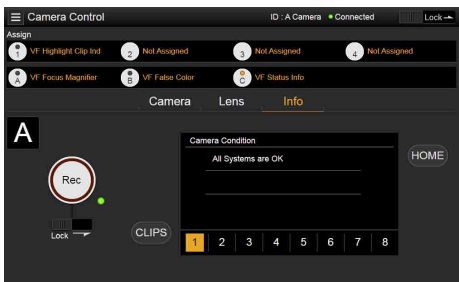 Camera Control
ID : A Camera
Connected
Lock
Assign
1 VF Highlight Clip Ind
2 Not Assigned
3 Not Assigned
4 Not Assigned
A VF Focus Magnifier
B VF False Color
C VF Status Info
Camera Lens Info
A
Camera Condition
All Systems are OK
HOME
Rec
Lock
CLIPS
1 2 3 4 5 6 7 8